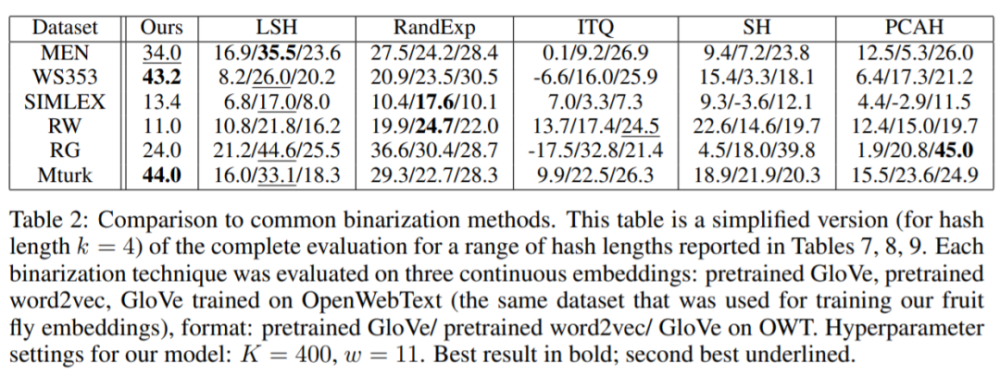 Dataset Ours LSH RandExp ITQ SH PCAH
MEN 34.0 16.9/35.5/23.6 27.5/24.2/28.4 0.1/9.2/26.9 9.4/7.2/23.8 12.5/5.3/26.0
WS353 43.2 8.2/26.0/20.2 20.9/23.5/30.5 -6.6/16.0/25.9 15.4/3.3/18.1 6.4/17.3/21.2
SIMLEX 13.4 6.8/17.0/8.0 10.4/17.6/10.1 7.0/3.3/7.3 9.3/-3.6/12.1 4.4/-2.9/11.5
RW 11.0 10.8/21.8/16.2 19.9/24.7/22.0 13.7/17.4/24.5 22.6/14.6/19.7 12.4/15.0/19.7
RG 24.0 21.2/44.6/25.5 36.6/30.4/28.7 -17.5/32.8/21.4 4.5/18.0/39.8 1.9/20.8/45.0
Mturk 44.0 16.0/33.1/18.3 29.3/22.7/28.3 9.9/22.5/26.3 18.9/21.9/20.3 15.5/23.6/24.9
Table 2: Comparison to common binarization methods. This table is a simplified version (for hash
length k = 4) of the complete evaluation for a range of hash lengths reported in Tables 7, 8, 9. Each
binarization technique was evaluated on three continuous embeddings: pretrained GloVe, pretrained
word2vec, GloVe trained on OpenWebText (the same dataset that was used for training our fruit
fly embeddings), format: pretrained GloVe/ pretrained word2vec/ GloVe on OWT. Hyperparameter
settings for our model: K = 400, w = 11. Best result in bold; second best underlined.